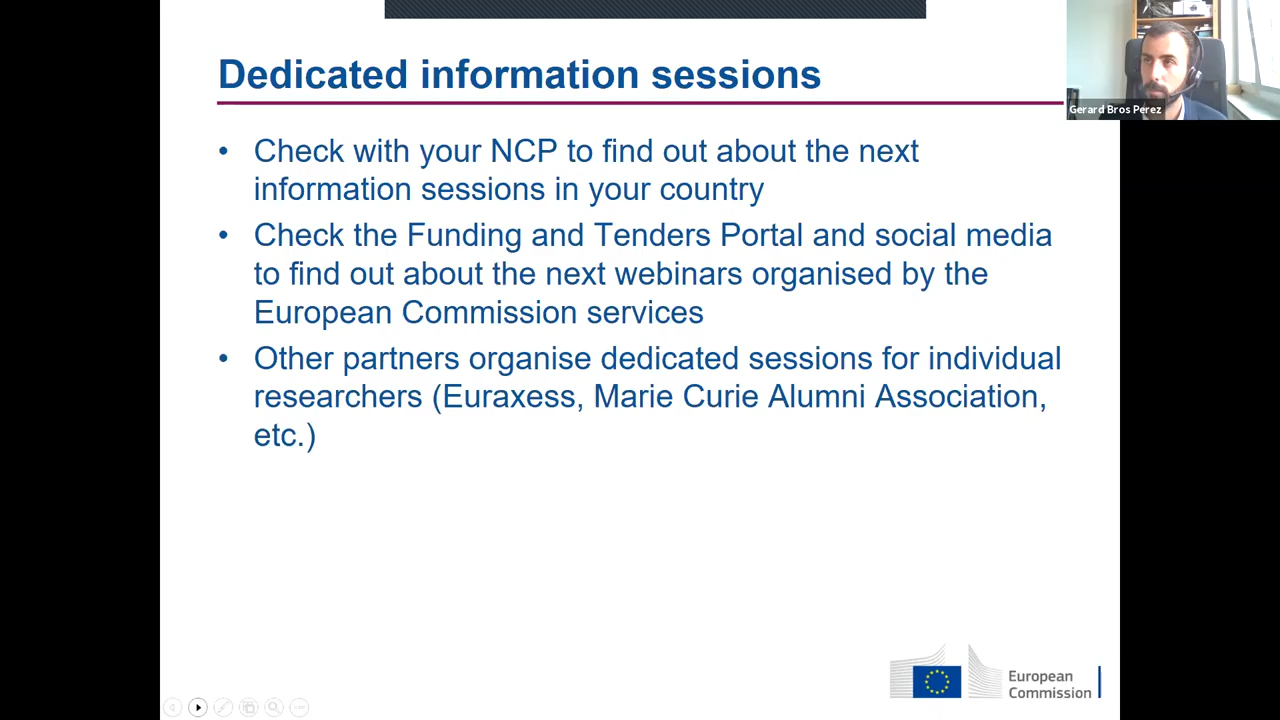 Dedicated information sessions
Gerard Bros Perez
• Check with your NCP to find out about the next
information sessions in your country
• Check the Funding and Tenders Portal and social media
to find out about the next webinars organised by the
European Commission services
• Other partners organise dedicated sessions for individual
researchers (Euraxess, Marie Curie Alumni Association,
etc.)
European
Commission